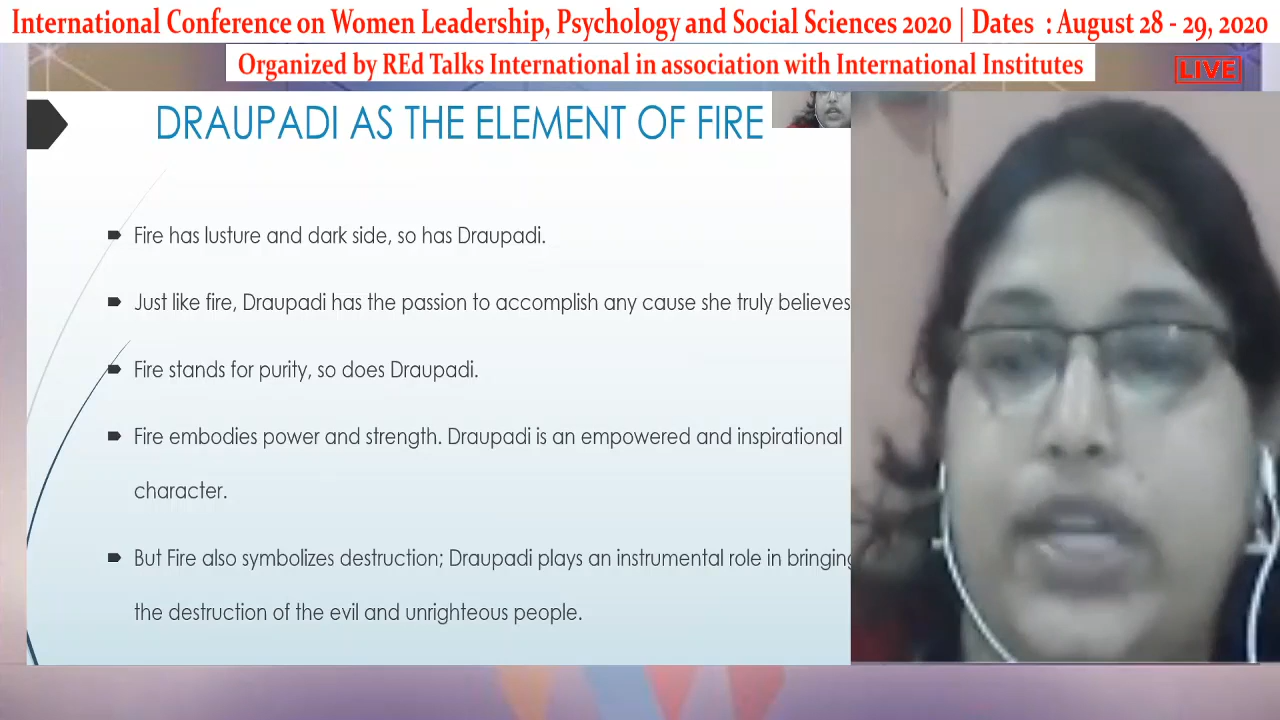 International Conference on Women Leadership, Psychology and Social Sciences 2020 | Dates : August 28 - 29, 2020
Organized by REd Talks International in association with International Institutes
LIVE
DRAUPADI AS THE ELEMENT OF FIRE
Fire has lusture and dark side, so has Draupadi.
Just like fire, Draupadi has the passion to accomplish any cause she truly believes
Fire stands for purity, so does Draupadi.
Fire embodies power and strength. Draupadi is an empowered and inspirational
character.
But Fire also symbolizes destruction; Draupadi plays an instrumental role in bringing
the destruction of the evil and unrighteous people.